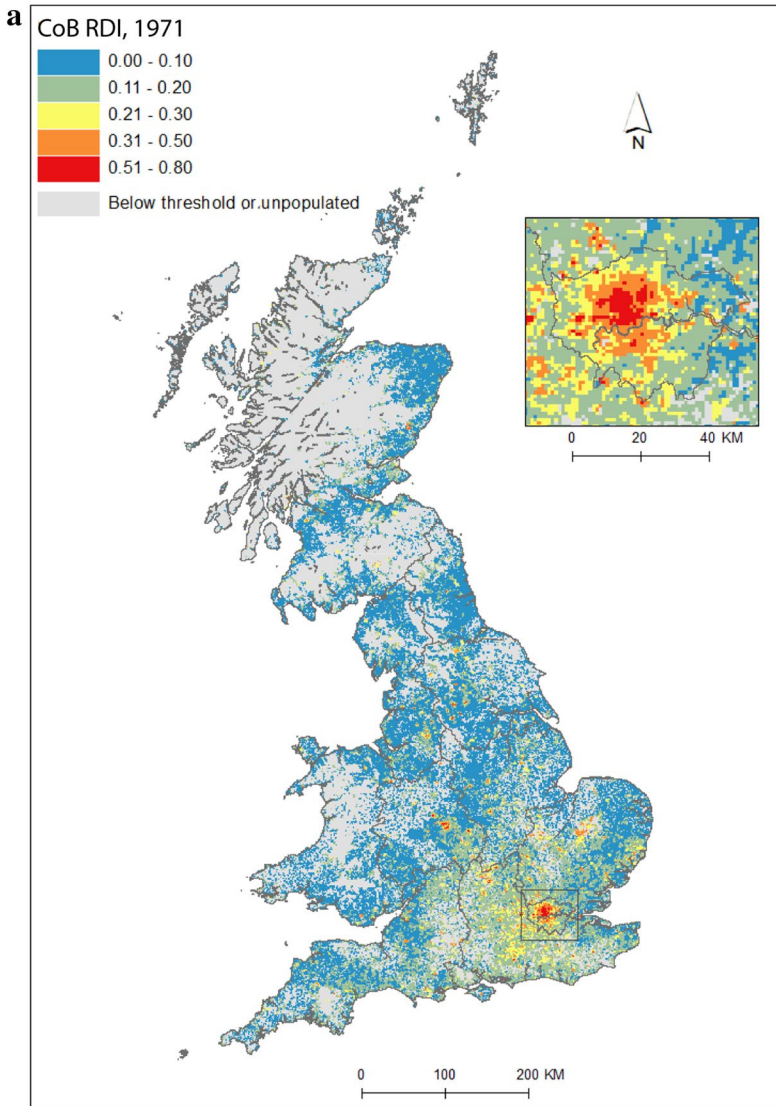 a
CoB RDI, 1971
0.00 - 0.10
0.11 - 0.20
0.21 - 0.30
0.31 - 0.50
0.51 - 0.80
Below threshold or.unpopulated
N
0 20 40 KM
0 100 200 KM